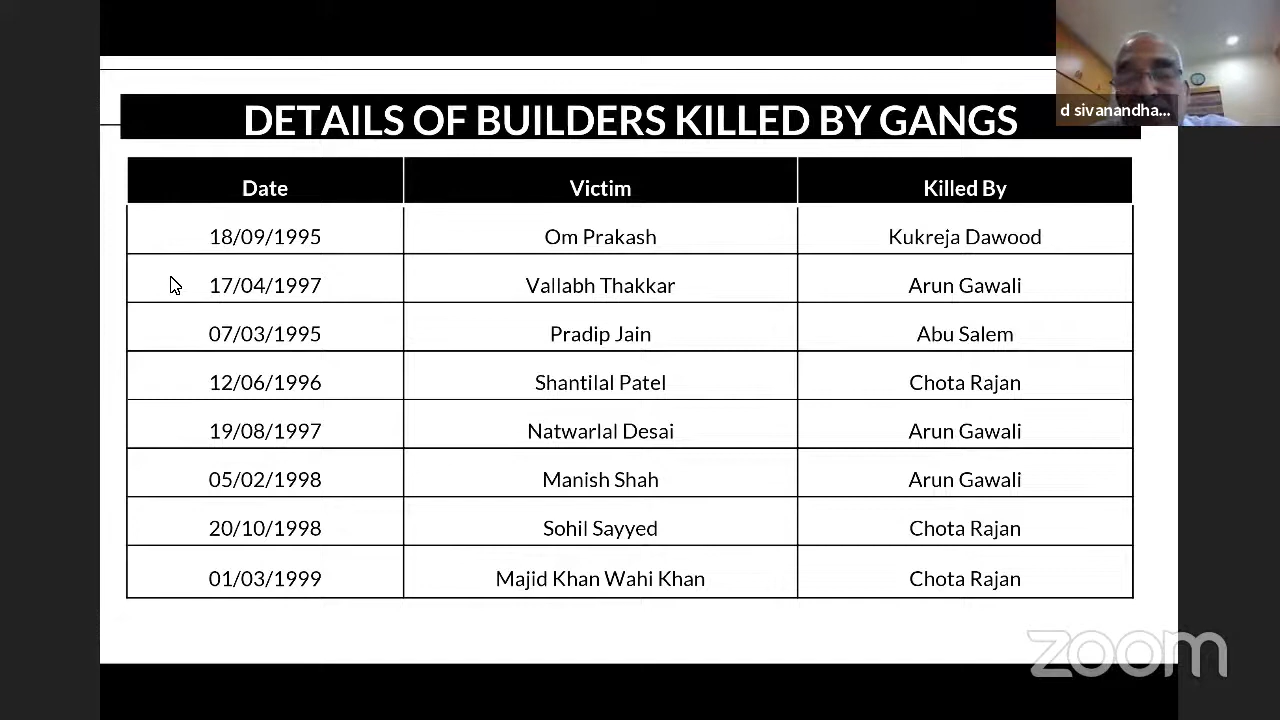 DETAILS OF BUILDERS KILLED BY GANGS
d sivanandha...
Date Victim Killed By
18/09/1995 Om Prakash Kukreja Dawood
17/04/1997 Vallabh Thakkar Arun Gawali
07/03/1995 Pradip Jain Abu Salem
12/06/1996 Shantilal Patel Chota Rajan
19/08/1997 Natwarlal Desai Arun Gawali
05/02/1998 Manish Shah Arun Gawali
20/10/1998 Sohil Sayyed Chota Rajan
01/03/1999 Majid Khan Wahi Khan Chota Rajan
zoom